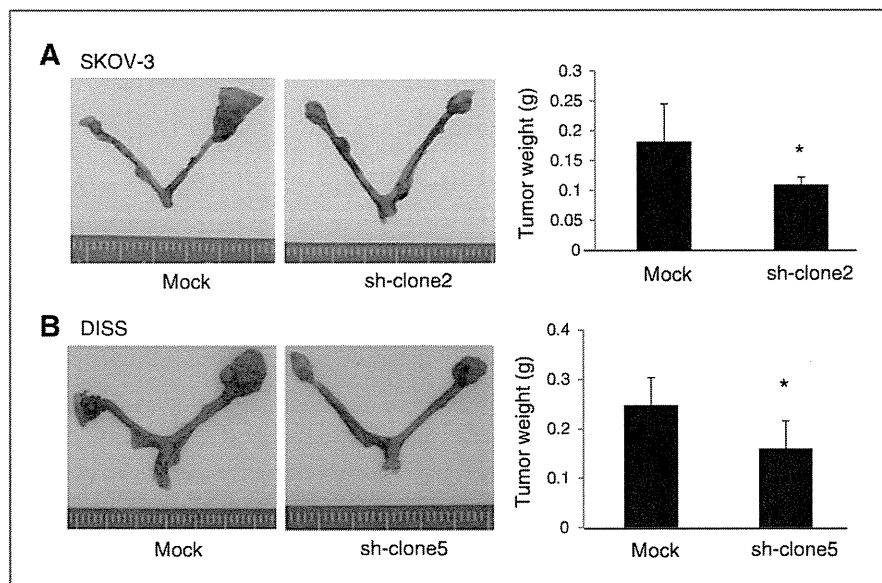 A SKOV-3
Mock
sh-clone2
Tumor weight (g)
0.3
0.25
0.2
0.15
0.1
0.05
0
*
Mock
sh-clone2
B DISS
Mock
sh-clone5
Tumor weight (g)
0.4
0.3
0.2
0.1
0
*
Mock
sh-clone5